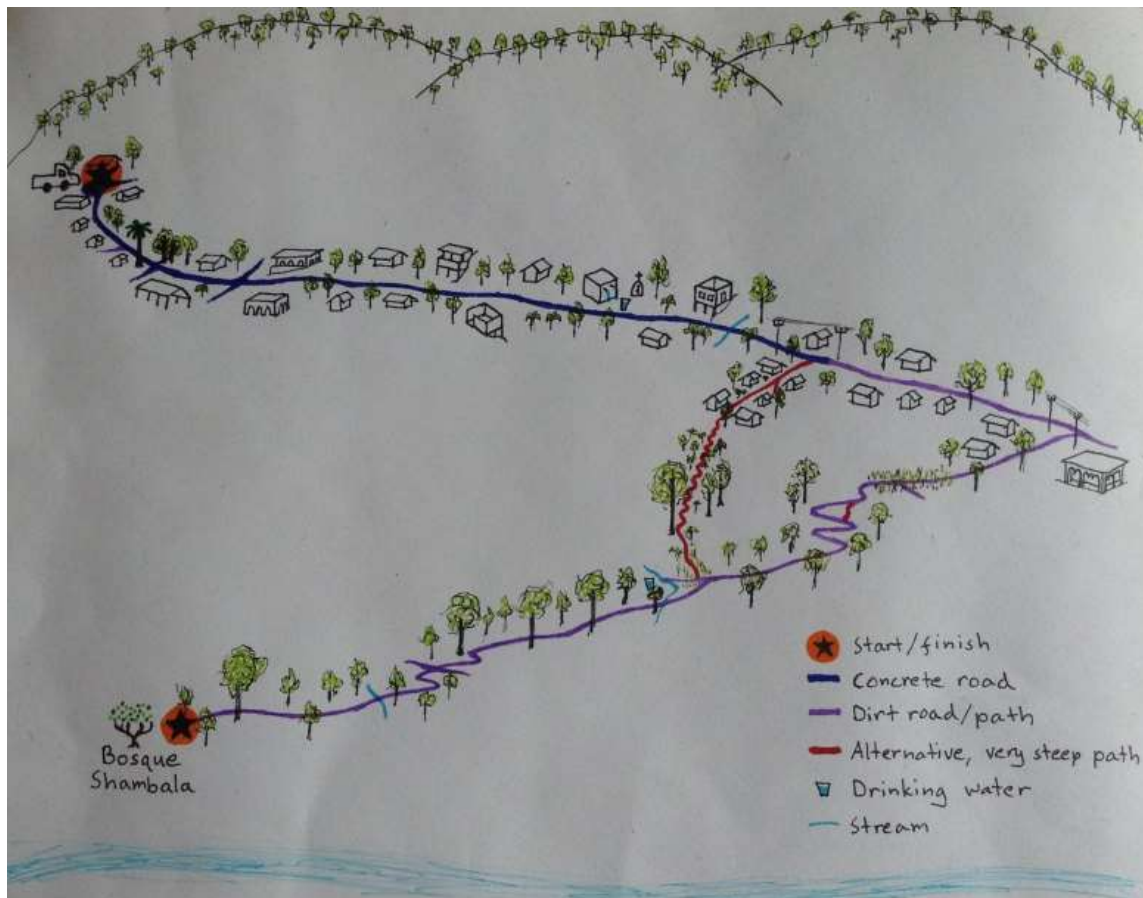 Start/finish
Concrete road
Dirt road/path
Alternative, very steep path
Drinking water
Stream
Bosque
Shambala